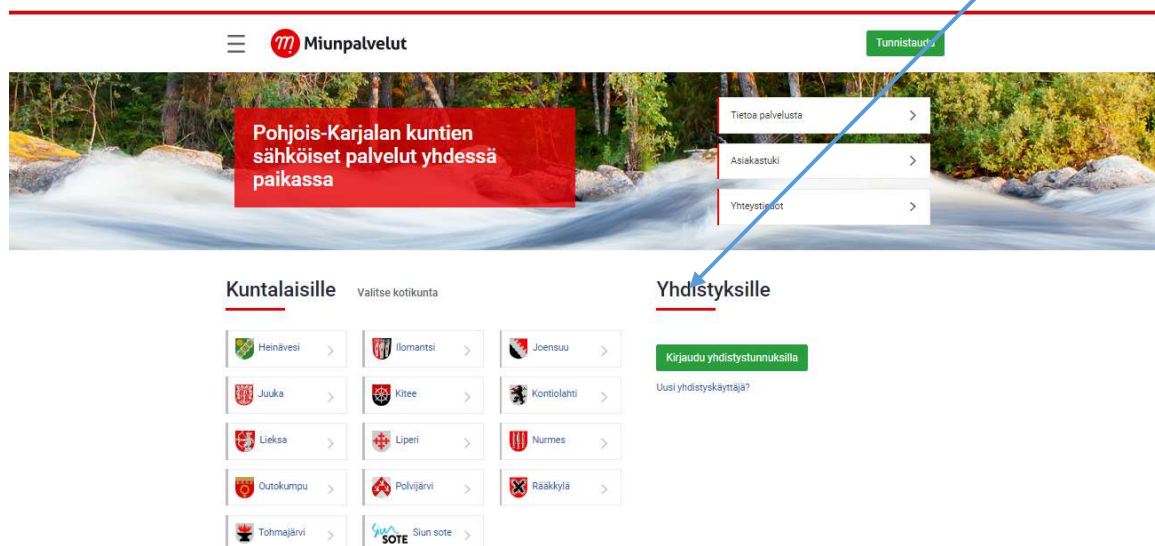 Miunpalvelut
Tunnistaudu
Pohjois-Karjalan kuntien
sähköiset palvelut yhdessä
paikassa
Tietoa palvelusta
Asiakastuki
Yhteystiedot
Kuntalaisille Valitse kotikunta
Heinävesi Ilomantsi Joensuu
Juuka Kitee Kontiolahti
Lieksa Liperi Nurmes
Outokumpu Polvijärvi Rääkkylä
Tohmajärvi Siun SOTE Siun sote
Yhdistyksille
Kirjaudu yhdistystunnuksilla
Uusi yhdistyskäyttäjä?